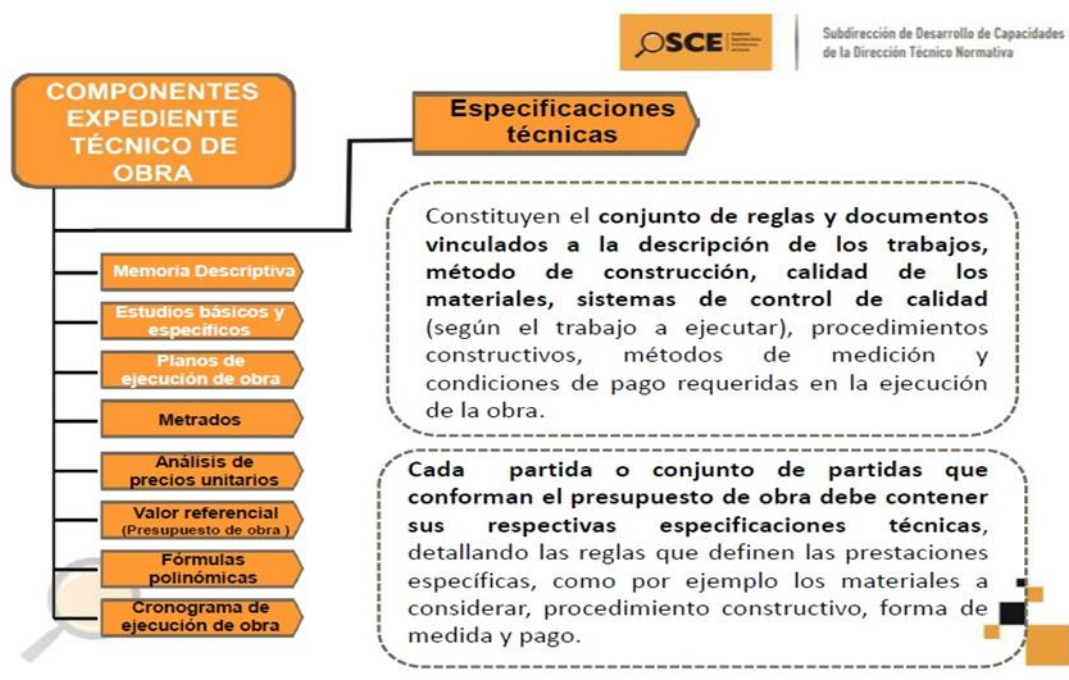 OSCE
Subdirección de Desarrollo de Capacidades
de la Dirección Técnico Normativa
COMPONENTES
EXPEDIENTE
TÉCNICO DE
OBRA
Especificaciones
técnicas
Memoria Descriptiva
Estudios básicos y
específicos
Planos de
ejecución de obra
Metrados
Análisis de
precios unitarios
Valor referencial
(Presupuesto de obra )
Fórmulas
polinómicas
Cronograma de
ejecución de obra
Constituyen el conjunto de reglas y documentos
vinculados a la descripción de los trabajos,
método de construcción, calidad de los
materiales, sistemas de control de calidad
(según el trabajo a ejecutar), procedimientos
constructivos, métodos de medición y
condiciones de pago requeridas en la ejecución
de la obra.
Cada partida o conjunto de partidas que
conforman el presupuesto de obra debe contener
sus respectivas especificaciones técnicas,
detallando las reglas que definen las prestaciones
específicas, como por ejemplo los materiales a
considerar, procedimiento constructivo, forma de
medida y pago.